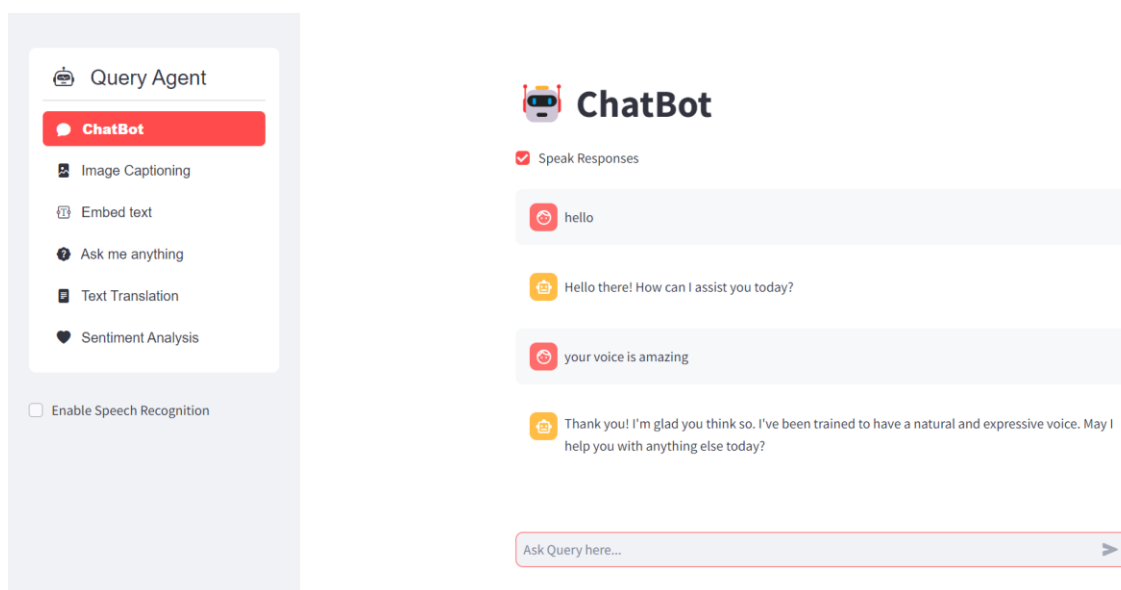 Query Agent
ChatBot
Image Captioning
Embed text
Ask me anything
Text Translation
Sentiment Analysis
Enable Speech Recognition
ChatBot
Speak Responses
hello
Hello there! How can I assist you today?
your voice is amazing
Thank you! I'm glad you think so. I've been trained to have a natural and expressive voice. May I
help you with anything else today?
Ask Query here...